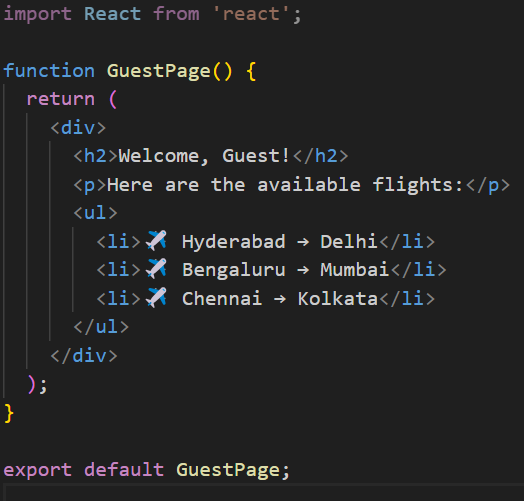 import React from 'react';

function GuestPage() {
  return (
    <div>
      <h2>Welcome, Guest!</h2>
      <p>Here are the available flights:</p>
      <ul>
        <li>✈️ Hyderabad → Delhi</li>
        <li>✈️ Bengaluru → Mumbai</li>
        <li>✈️ Chennai → Kolkata</li>
      </ul>
    </div>
  );
}

export default GuestPage;